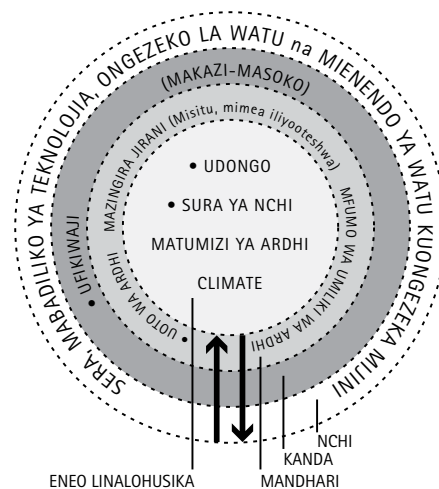 SERA, MABADILIKO YA TEKNOLOJIA, ONGEZEKO LA WATU na MIENENDO YA WATU KUONGEZEKA MIJINI
(MAKAZI-MASOKO)
• UFIKIWAJI
MAZINGIRA JIRANI (Misitu, mimea iliyooteshwa)
MFUMO WA UMILIKI WA ARDHI
• UOTO WA ARDHI
• UDONGO
• SURA YA NCHI
MATUMIZI YA ARDHI
CLIMATE
NCHI
KANDA
ENEO LINALOHUSIKA
MANDHARI